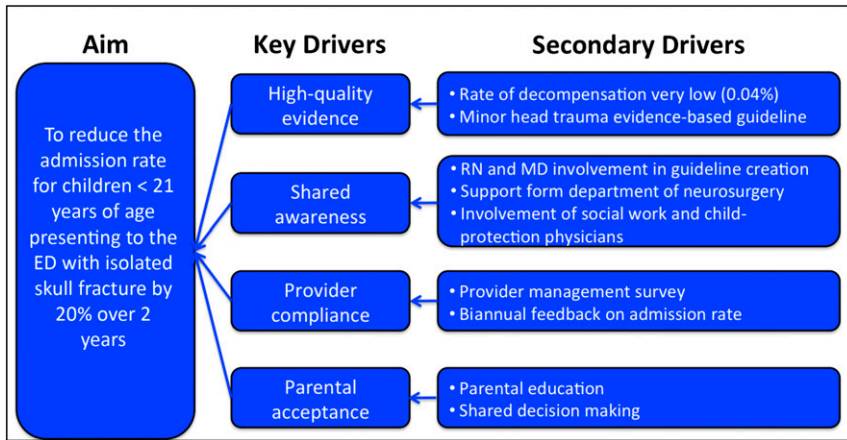 Aim
Key Drivers
Secondary Drivers
To reduce the
admission rate
for children < 21
years of age
presenting to the
ED with isolated
skull fracture by
20% over 2
years
High-quality
evidence
• Rate of decompensation very low (0.04%)
• Minor head trauma evidence-based guideline
Shared
awareness
• RN and MD involvement in guideline creation
• Support form department of neurosurgery
• Involvement of social work and child-
protection physicians
Provider
compliance
• Provider management survey
• Biannual feedback on admission rate
Parental
acceptance
• Parental education
• Shared decision making